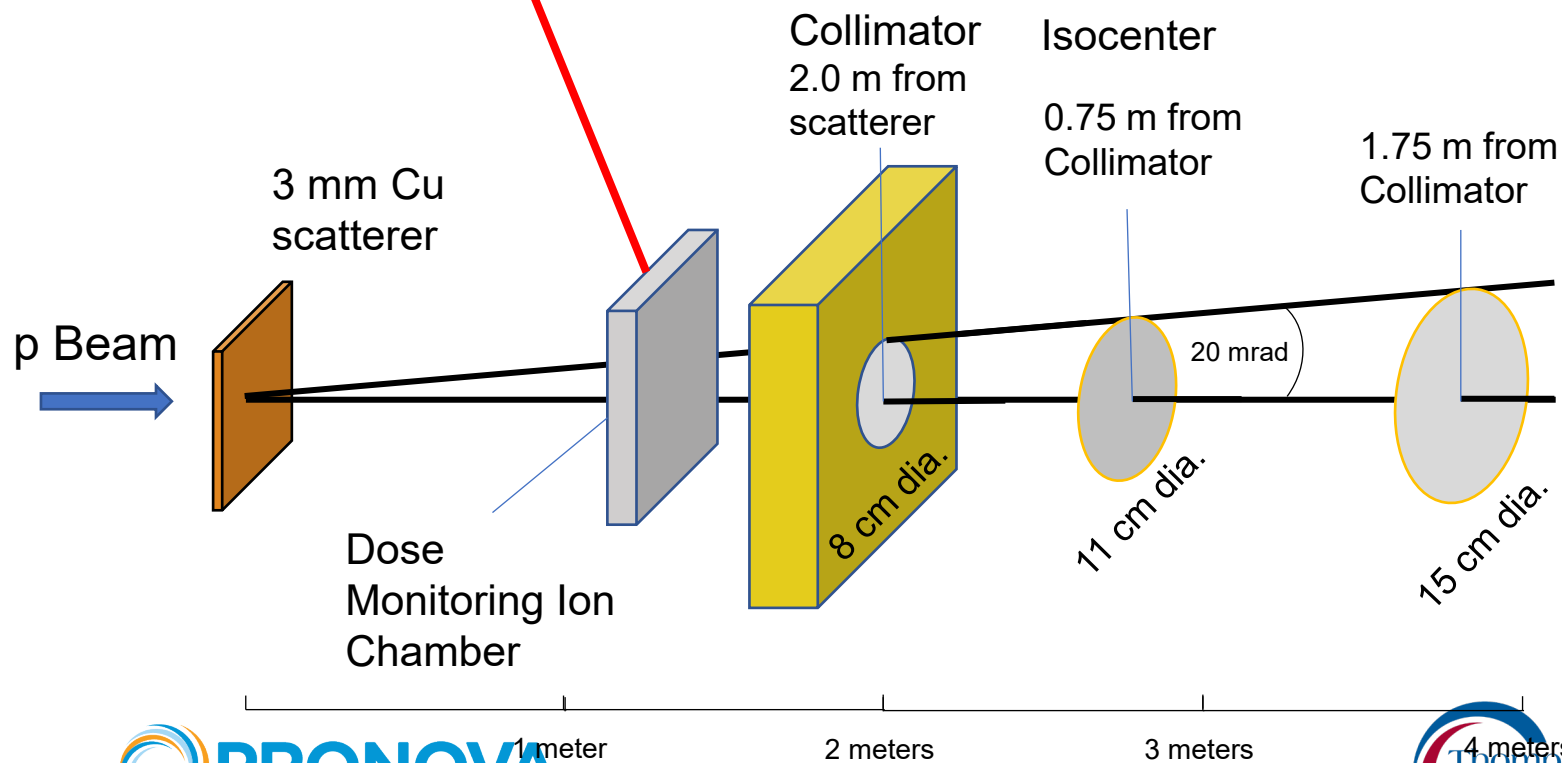 Collimator
2.0 m from
scatterer
Isocenter
0.75 m from
Collimator
1.75 m from
Collimator
3 mm Cu
scatterer
p Beam
20 mrad
8 cm dia.
11 cm dia.
15 cm dia.
Dose
Monitoring Ion
Chamber
1 meter
2 meters
3 meters
4 meters
PRONOVA